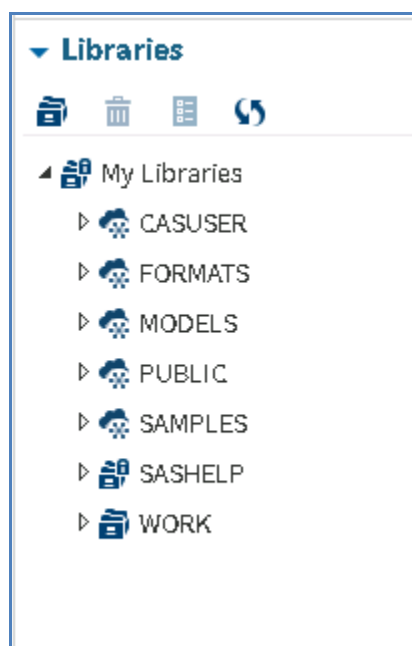 Libraries
My Libraries
CASUSER
FORMATS
MODELS
PUBLIC
SAMPLES
SASHELP
WORK